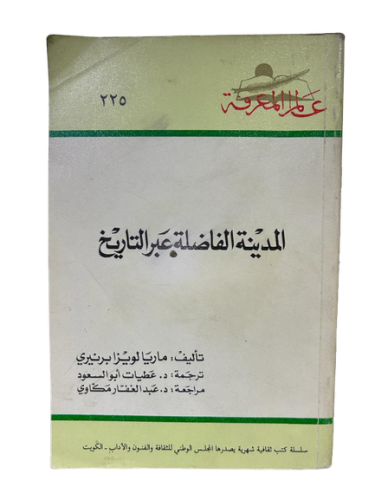 عالم المعرفة
٢٢٥
المدينة الفاضلة عبر التاريخ
تأليف: ماريا لويزا برنيري
ترجمة: د. عطيات أبو السعود
مراجعة: د. عبد الغفار مكاوي
سلسلة كتب ثقافية شهرية يصدرها المجلس الوطني للثقافة والفنون والآداب - الكويت